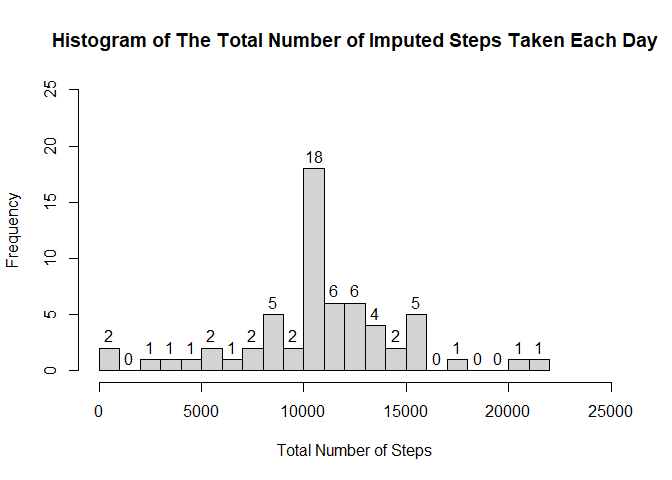 Histogram of The Total Number of Imputed Steps Taken Each Day
Frequency
25
20
15
10
5
0
2 0 1 1 1 2 1 2 5 2 18 6 6 4 2 5 0 1 0 0 1 1
0 5000 10000 15000 20000 25000
Total Number of Steps